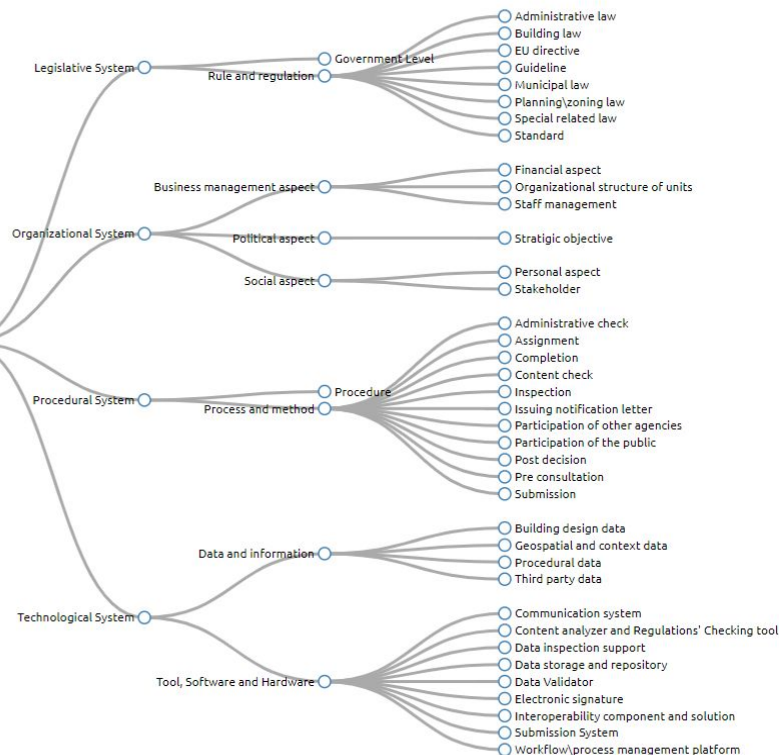 Legislative System
Government Level
Rule and regulation
Administrative law
Building law
EU directive
Guideline
Municipal law
Planning\zoning law
Special related law
Standard
Organizational System
Business management aspect
Financial aspect
Organizational structure of units
Staff management
Political aspect
Stratigic objective
Social aspect
Personal aspect
Stakeholder
Procedural System
Procedure
Process and method
Administrative check
Assignment
Completion
Content check
Inspection
Issuing notification letter
Participation of other agencies
Participation of the public
Post decision
Pre consultation
Submission
Technological System
Data and information
Building design data
Geospatial and context data
Procedural data
Third party data
Tool, Software and Hardware
Communication system
Content analyzer and Regulations' Checking tool
Data inspection support
Data storage and repository
Data Validator
Electronic signature
Interoperability component and solution
Submission System
Workflow\process management platform